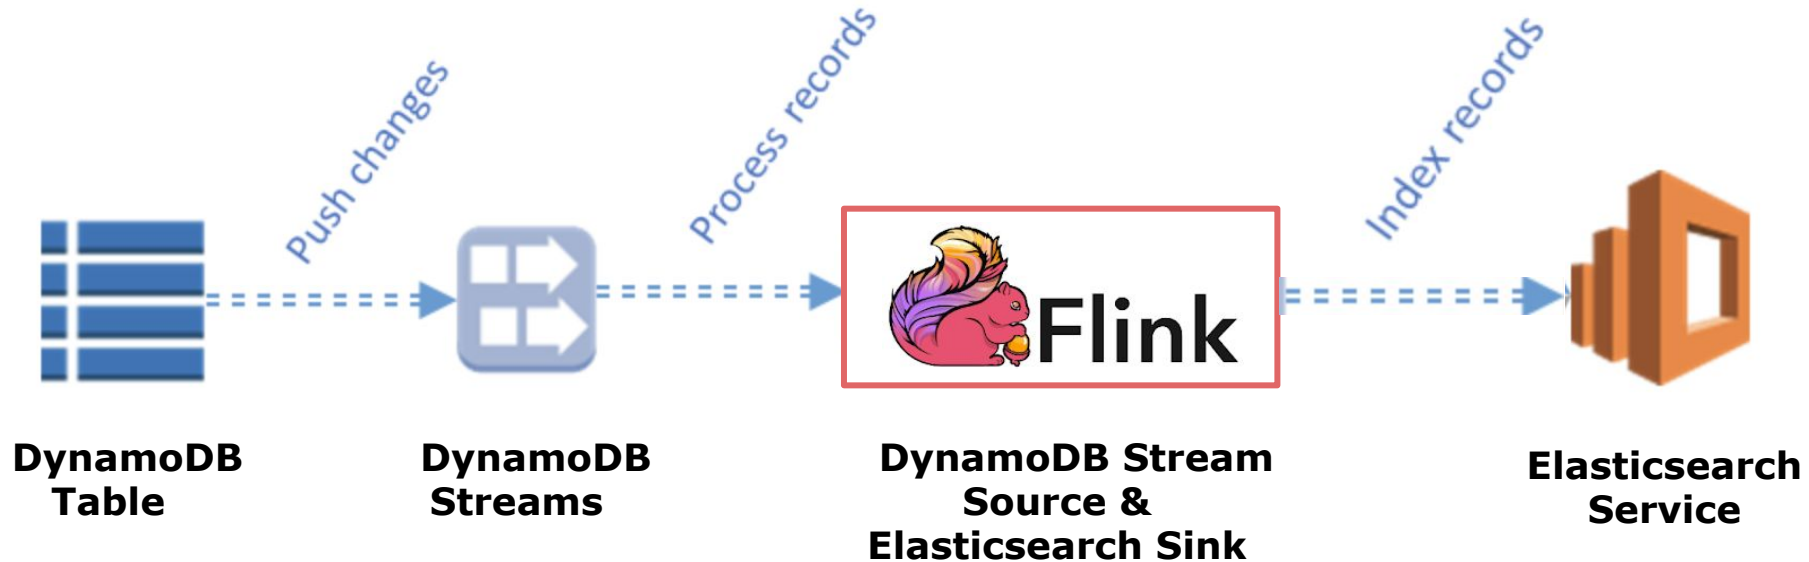 Push changes
Process records
Index records
Flink
DynamoDB
Table
DynamoDB
Streams
DynamoDB Stream
Source &
Elasticsearch Sink
Elasticsearch
Service